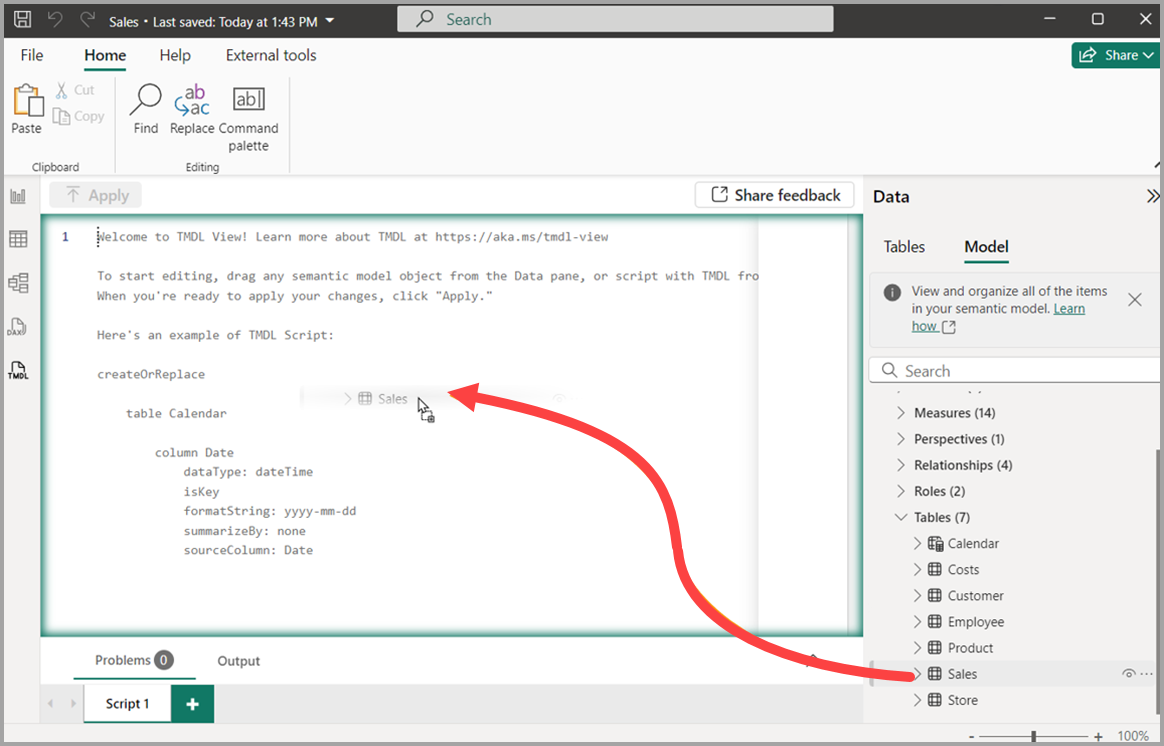 Sales • Last saved: Today at 1:43 PM
Search
File
Home
Help
External tools
Share
Paste
Cut
Copy
Find
Replace
Command
palette
Clipboard
Editing
Apply
Share feedback
1
Welcome to TMDL View! Learn more about TMDL at https://aka.ms/tmdl-view
To start editing, drag any semantic model object from the Data pane, or script with TMDL fro
When you're ready to apply your changes, click "Apply."
Here's an example of TMDL Script:
createOrReplace
Sales
table Calendar
column Date
dataType: dateTime
isKey
formatString: yyyy-mm-dd
summarizeBy: none
sourceColumn: Date
Problems 0
Output
Script 1
Data
Tables
Model
View and organize all of the items
in your semantic model. Learn
how
Search
Measures (14)
Perspectives (1)
Relationships (4)
Roles (2)
Tables (7)
Calendar
Costs
Customer
Employee
Product
Sales
Store
ab
ac
ab
DAX
TMDL
- + 100%